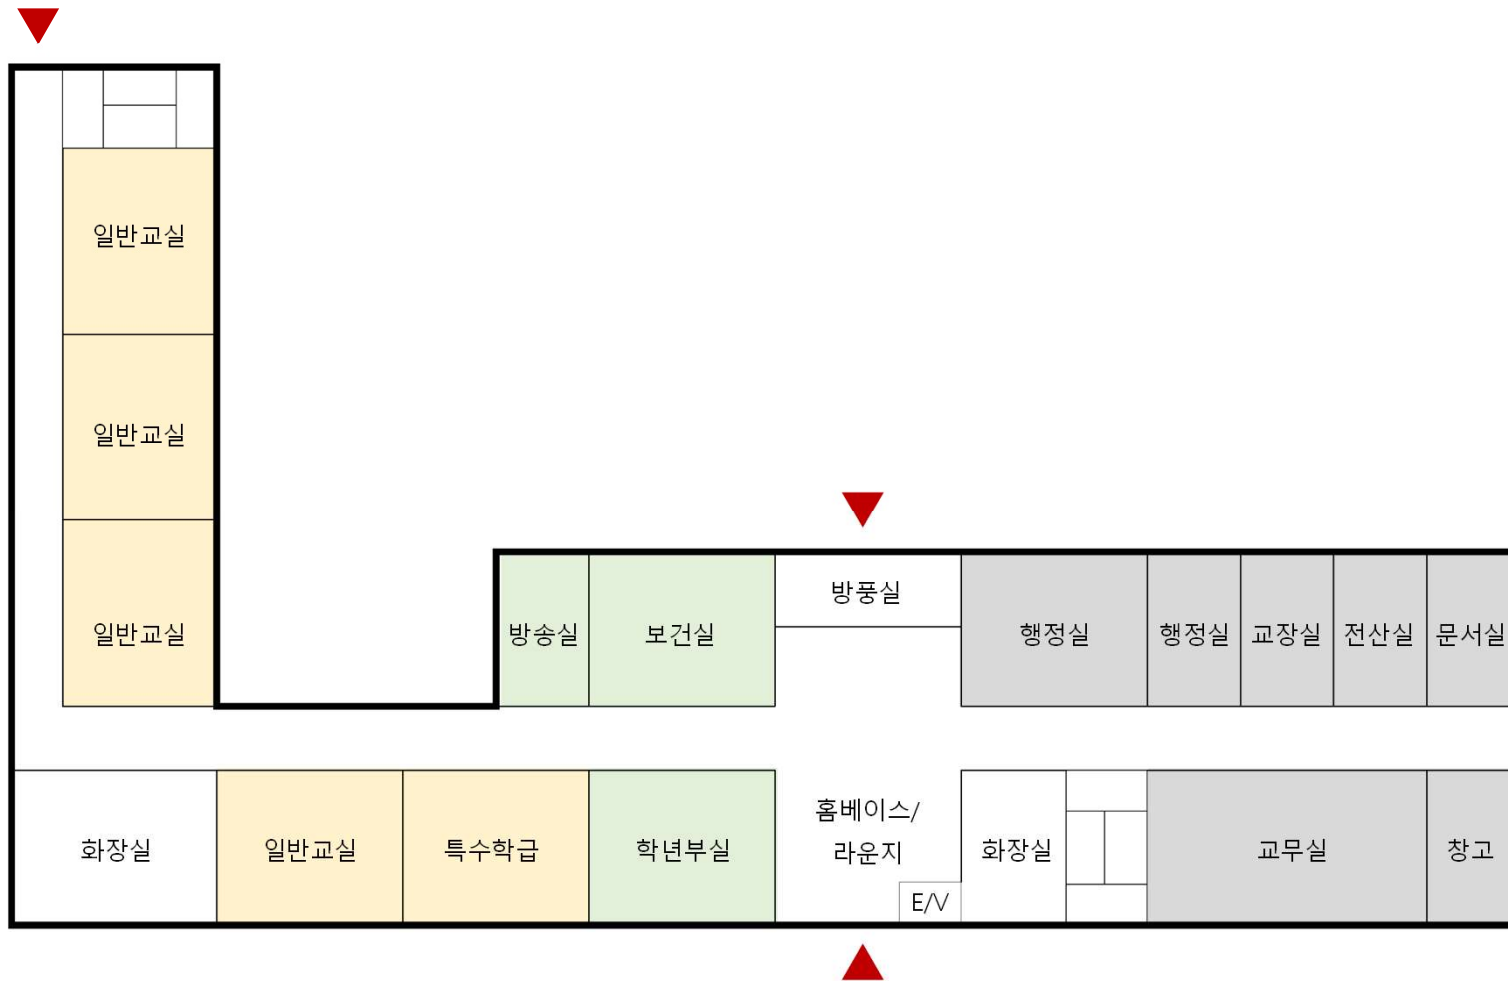 일반교실
일반교실
일반교실
방풍실
방송실
보건실
행정실
행정실
교장실
전산실
문서실
화장실
일반교실
특수학급
학년부실
홈베이스/
라운지
E/V
화장실
교무실
창고